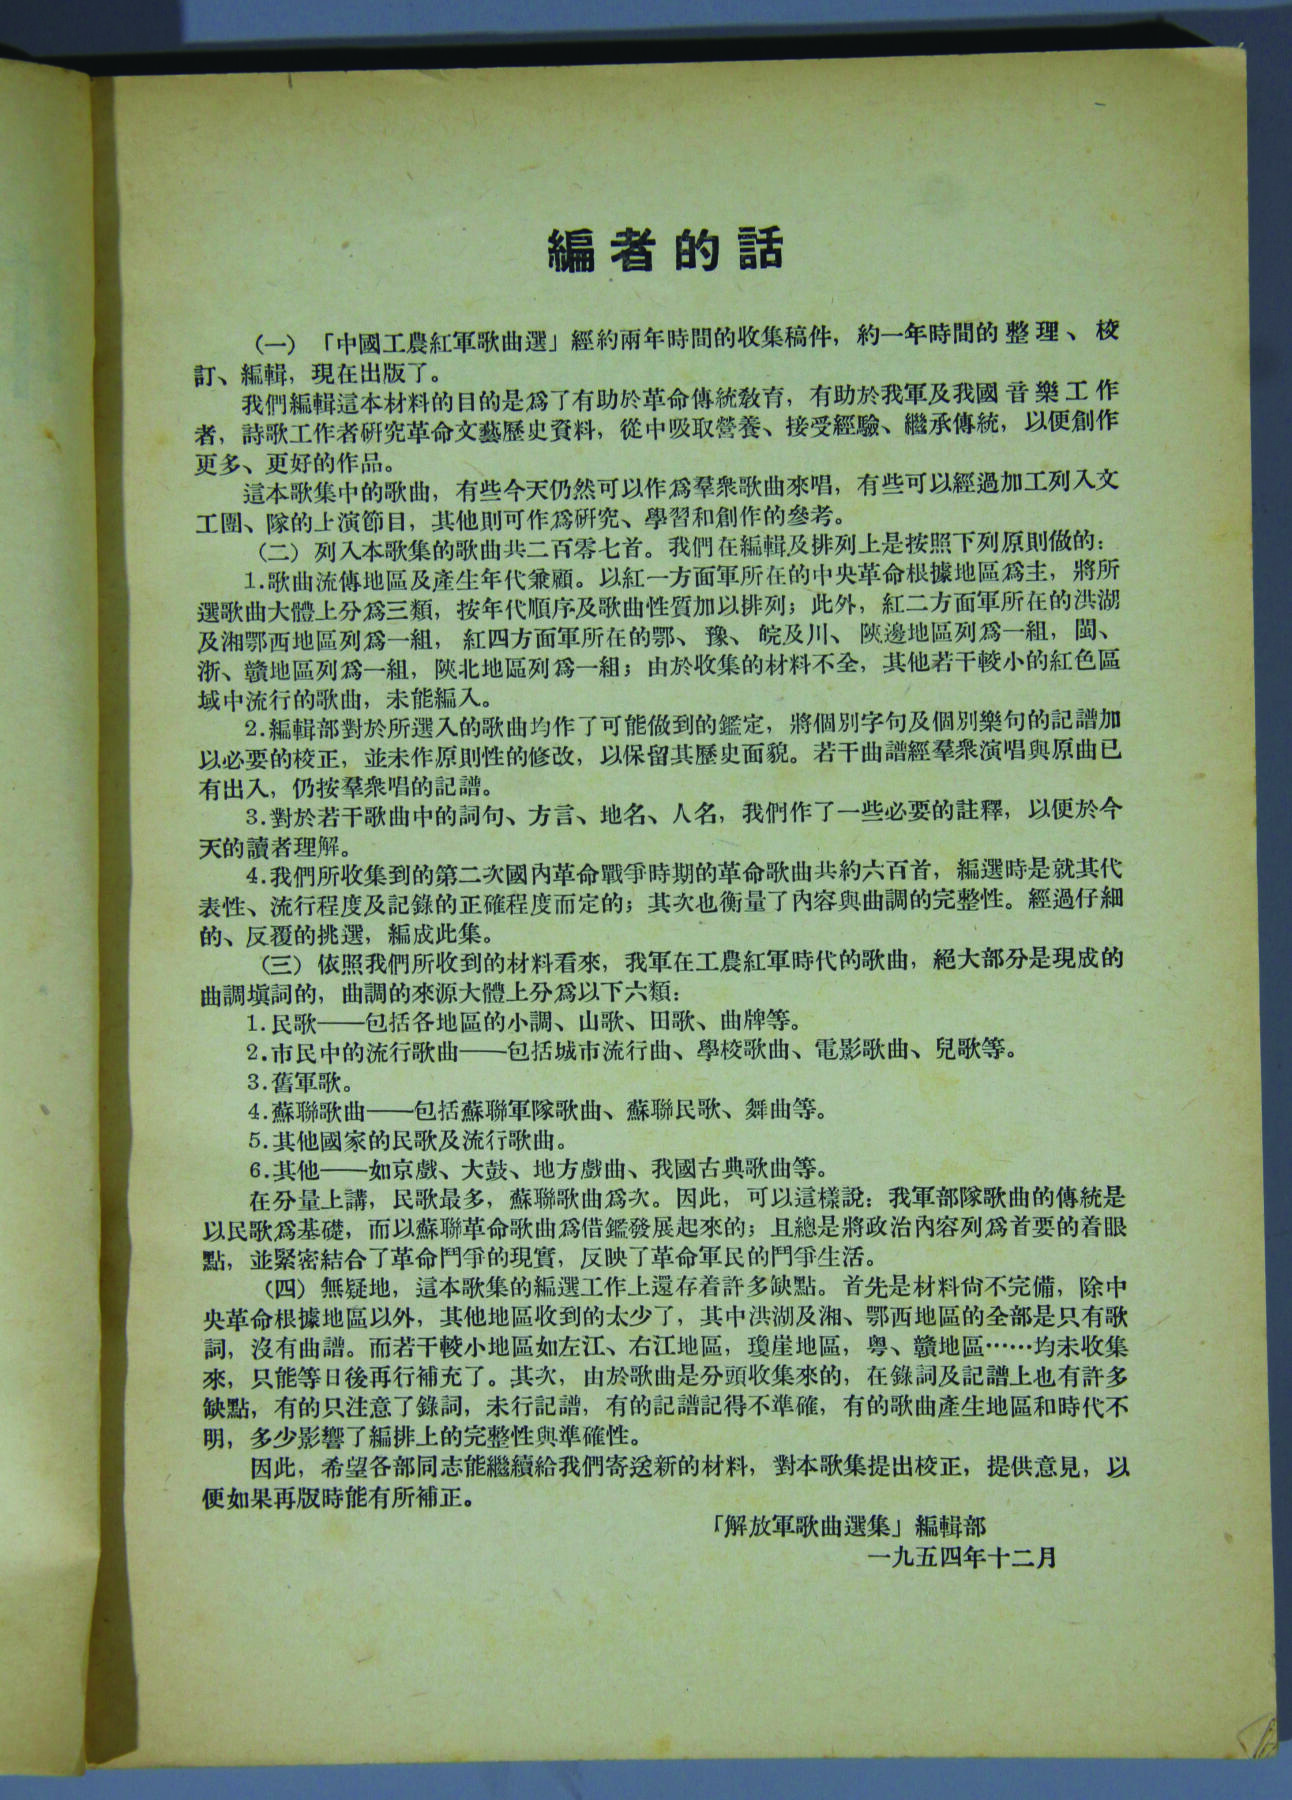 編者的話
（一）「中國工農紅軍歌曲選」經約兩年時間的收集稿件，約一年時間的整理、校
訂、編輯，現在出版了。
我們編輯這本材料的目的是爲了有助於革命傳統教育，有助於我軍及我國音樂工作
者，詩歌工作者研究革命文藝歷史資料，從中吸取營養、接受經驗、繼承傳統，以便創作
更多、更好的作品。
這本歌集中的歌曲，有些今天仍然可以作爲羣衆歌曲來唱，有些可以經過加工列入文
工團、隊的上演節目，其他則可作爲研究、學習和創作的參考。
（二）列入本歌集的歌曲共二百零七首。我們在編輯及排列上是按照下列原則做的：
1.歌曲流傳地區及產生年代兼顧。以紅一方面軍所在的中央革命根據地區爲主，將所
選歌曲大體上分爲三類，按年代順序及歌曲性質加以排列；此外，紅二方面軍所在的洪湖
及湘鄂西地區列爲一組，紅四方面軍所在的鄂、豫、皖及川、陝邊地區列爲一組，閩、
浙、贛地區列爲一組，陝北地區列爲一組；由於收集的材料不全，其他若干較小的紅色區
域中流行的歌曲，未能編入。
2.編輯部對於所選入的歌曲均作了可能做到的鑑定，將個別字句及個別樂句的記譜加
以必要的校正，並未作原則性的修改，以保留其歷史面貌。若干曲譜經羣衆演唱與原曲已
有出入，仍按羣衆唱的記譜。
3.對於若干歌曲中的詞句、方言、地名、人名，我們作了一些必要的註釋，以便於今
天的讀者理解。
4.我們所收集到的第二次國內革命戰爭時期的革命歌曲共約六百首，編選時是就其代
表性、流行程度及記錄的正確程度而定的；其次也衡量了內容與曲調的完整性。經過仔細
的、反覆的挑選，編成此集。
（三）依照我們所收到的材料看來，我軍在工農紅軍時代的歌曲，絕大部分是現成的
曲調填詞的，曲調的來源大體上分爲以下六類：
1.民歌——包括各地區的小調、山歌、田歌、曲牌等。
2.市民中的流行歌曲——包括城市流行曲、學校歌曲、電影歌曲、兒歌等。
3.舊軍歌。
4.蘇聯歌曲——包括蘇聯軍隊歌曲、蘇聯民歌、舞曲等。
5.其他國家的民歌及流行歌曲。
6.其他——如京戲、大鼓、地方戲曲、我國古典歌曲等。
在分量上講，民歌最多，蘇聯歌曲爲次。因此，可以這樣說：我軍部隊歌曲的傳統是
以民歌爲基礎，而以蘇聯革命歌曲爲借鑑發展起來的；且總是將政治內容列爲首要的着眼
點，並緊密結合了革命鬥爭的現實，反映了革命軍民的鬥爭生活。
（四）無疑地，這本歌集的編選工作上還存着許多缺點。首先是材料尙不完備，除中
央革命根據地區以外，其他地區收到的太少了，其中洪湖及湘、鄂西地區的全部是只有歌
詞，沒有曲譜。而若干較小地區如左江、右江地區，瓊崖地區，粵、贛地區……均未收集
來，只能等日後再行補充了。其次，由於歌曲是分頭收集來的，在錄詞及記譜上也有許多
缺點，有的只注意了錄詞，未行記譜，有的記譜記得不準確，有的歌曲產生地區和時代不
明，多少影響了編排上的完整性與準確性。
因此，希望各部同志能繼續給我們寄送新的材料，對本歌集提出校正，提供意見，以
便如果再版時能有所補正。
「解放軍歌曲選集」編輯部
一九五四年十二月